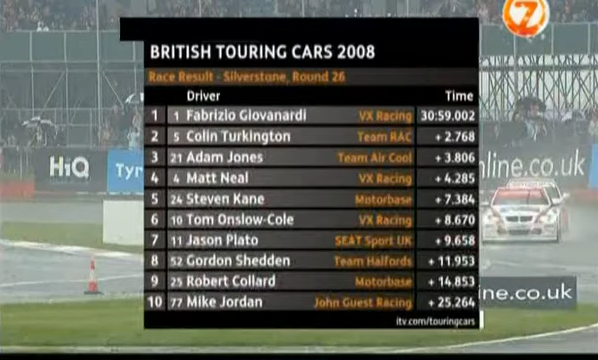 7
BRITISH TOURING CARS 2008
Race Result - Silverstone, Round 26
Driver Time
1 1 Fabrizio Giovanardi VX Racing 30:59.002
2 5 Colin Turkington Team RAC + 2.768
3 21 Adam Jones Team Air Cool + 3.806
4 4 Matt Neal VX Racing + 4.285
5 24 Steven Kane Motorbase + 7.384
6 10 Tom Onslow-Cole VX Racing + 8.670
7 11 Jason Plato SEAT Sport UK + 9.658
8 52 Gordon Shedden Team Halfords + 11.953
9 25 Robert Collard Motorbase + 14.853
10 77 Mike Jordan John Guest Racing + 25.264
itv.com/touringcars
HiQ
Tyr
nline.co.uk
ine.co.uk